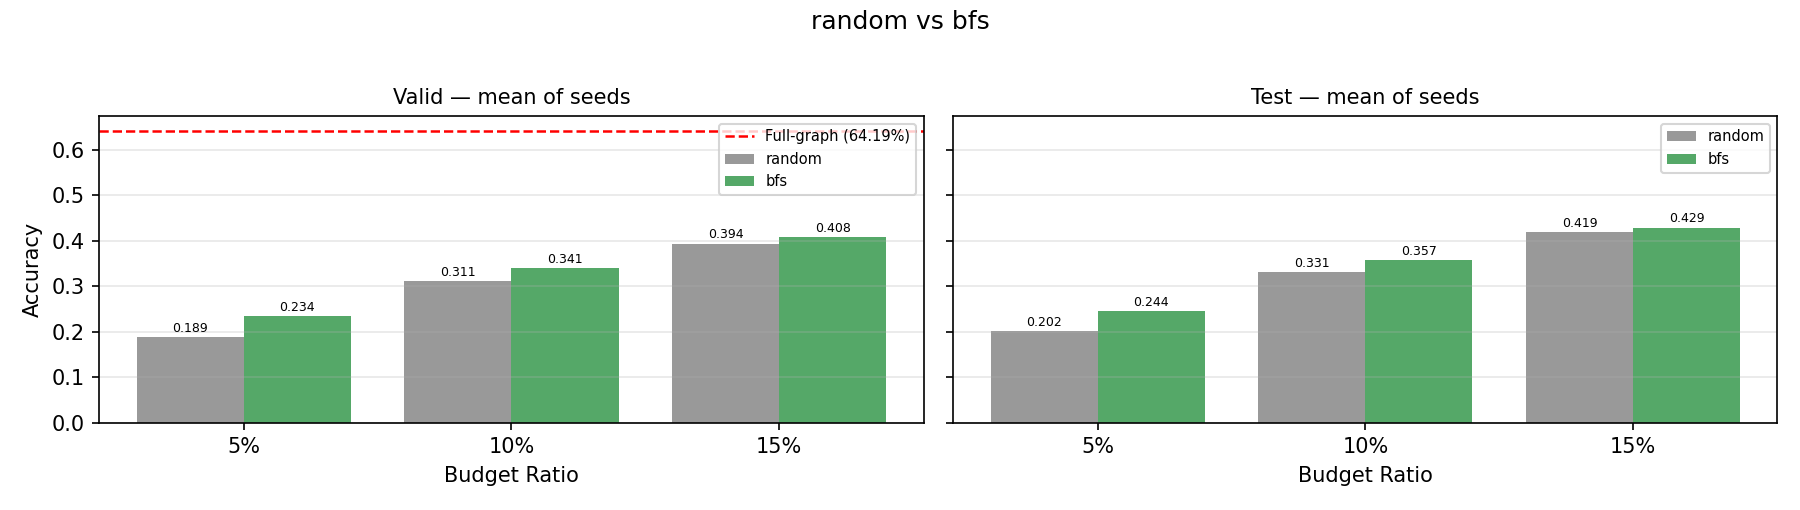 random vs bfs
Valid — mean of seeds
Accuracy
0.6
0.5
0.4
0.3
0.2
0.1
0.0
Full-graph (64.19%)
random
bfs
0.189
0.234
0.311
0.341
0.394
0.408
5%
10%
15%
Budget Ratio
Test — mean of seeds
random
bfs
0.202
0.244
0.331
0.357
0.419
0.429
5%
10%
15%
Budget Ratio